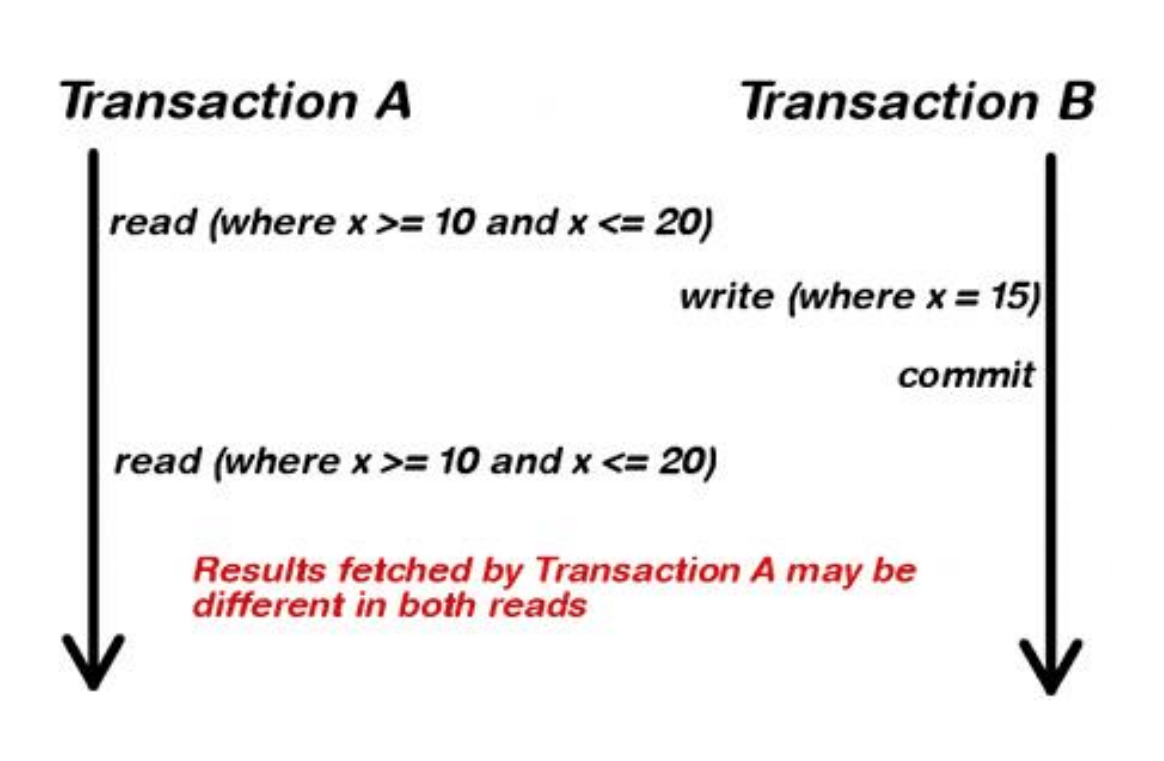 Transaction A
Transaction B
read (where x >= 10 and x <= 20)
write (where x = 15)
commit
read (where x >= 10 and x <= 20)
Results fetched by Transaction A may be
different in both reads